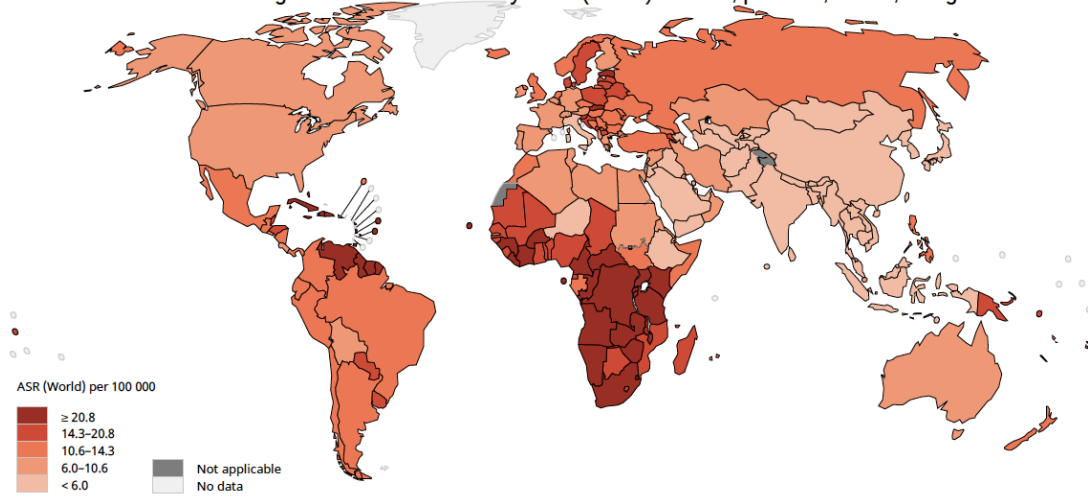 ASR (World) per 100 000
≥ 20.8
14.3–20.8
10.6–14.3
6.0–10.6
< 6.0
Not applicable
No data